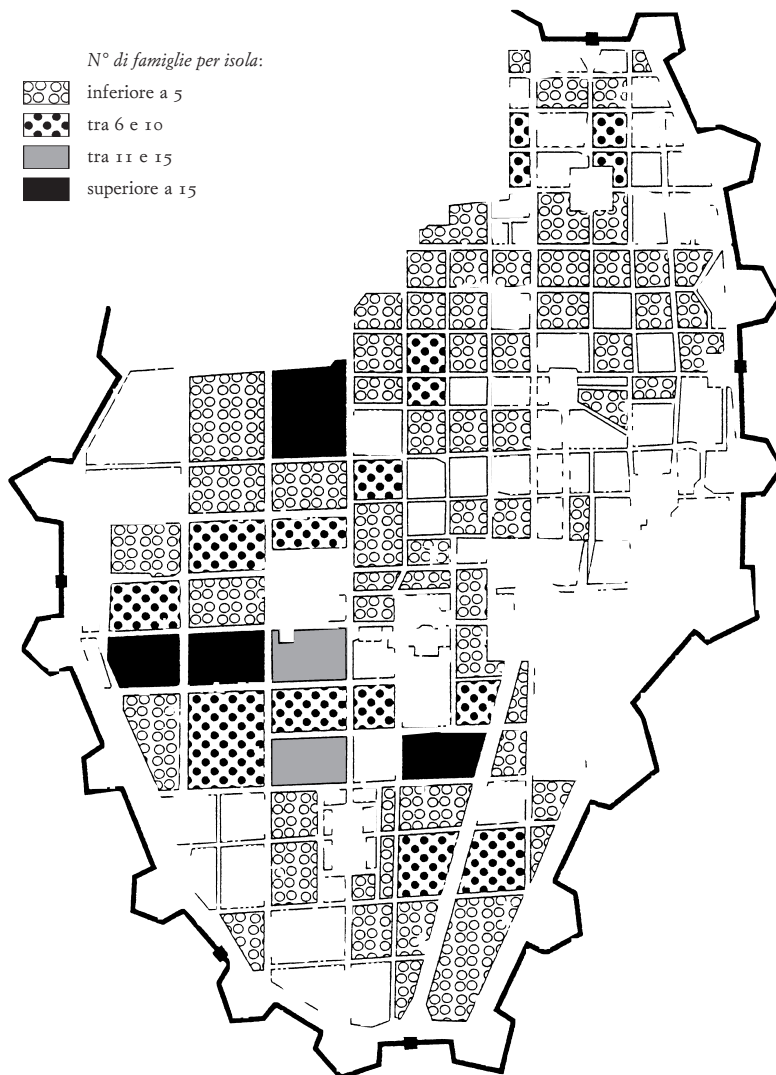 N° di famiglie per isola:
inferiore a 5
tra 6 e 10
tra 11 e 15
superiore a 15